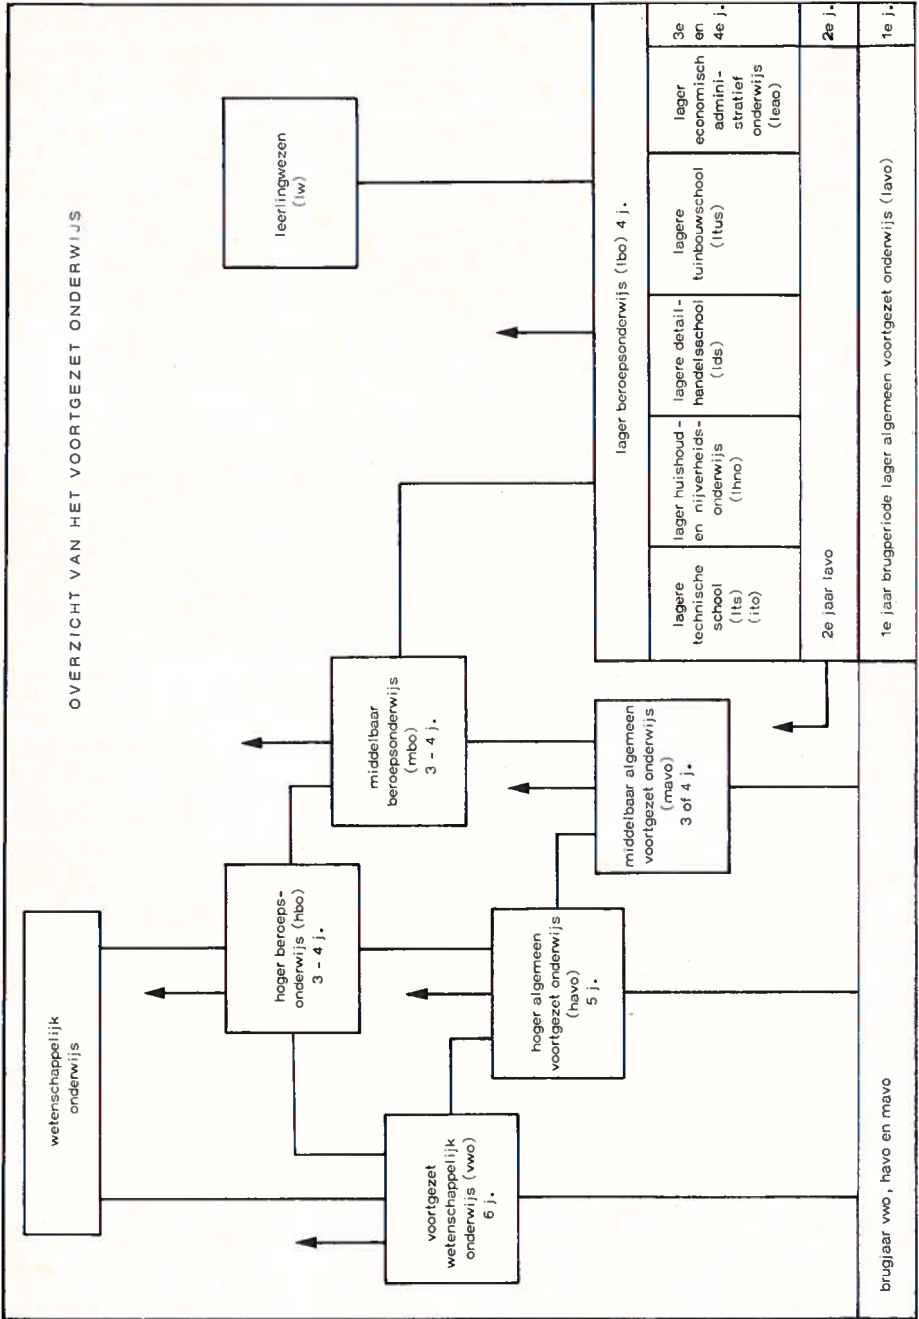 OVERZICHT VAN HET VOORTGEZET ONDERWIJS
wetenschappelijk
onderwijs
hoger beroeps-
onderwijs (hbo)
3 - 4 j.
leerlingwezen
(lw)
middelbaar
beroepsonderwijs
(mbo)
3 - 4 j.
voortgezet
wetenschappelijk
onderwijs (vwo)
6 j.
hoger algemeen
voortgezet onderwijs
(havo)
5 j.
middelbaar algemeen
voortgezet onderwijs
(mavo)
3 of 4 j.
lager beroepsonderwijs (lbo) 4 j.
lagere
technische
school
(lts)
(ito)
lager huishoud-
en nijverheids-
onderwijs
(lhno)
lagere detail-
handelsschool
(lds)
lagere
tuinbouwschool
(ltus)
lager
economisch
admini-
stratief
onderwijs
(leao)
3e
en
4e j.
2e jaar lavo
2e j.
brugjaar vwo, havo en mavo
1e jaar brugperiode lager algemeen voortgezet onderwijs (lavo)
1e j.